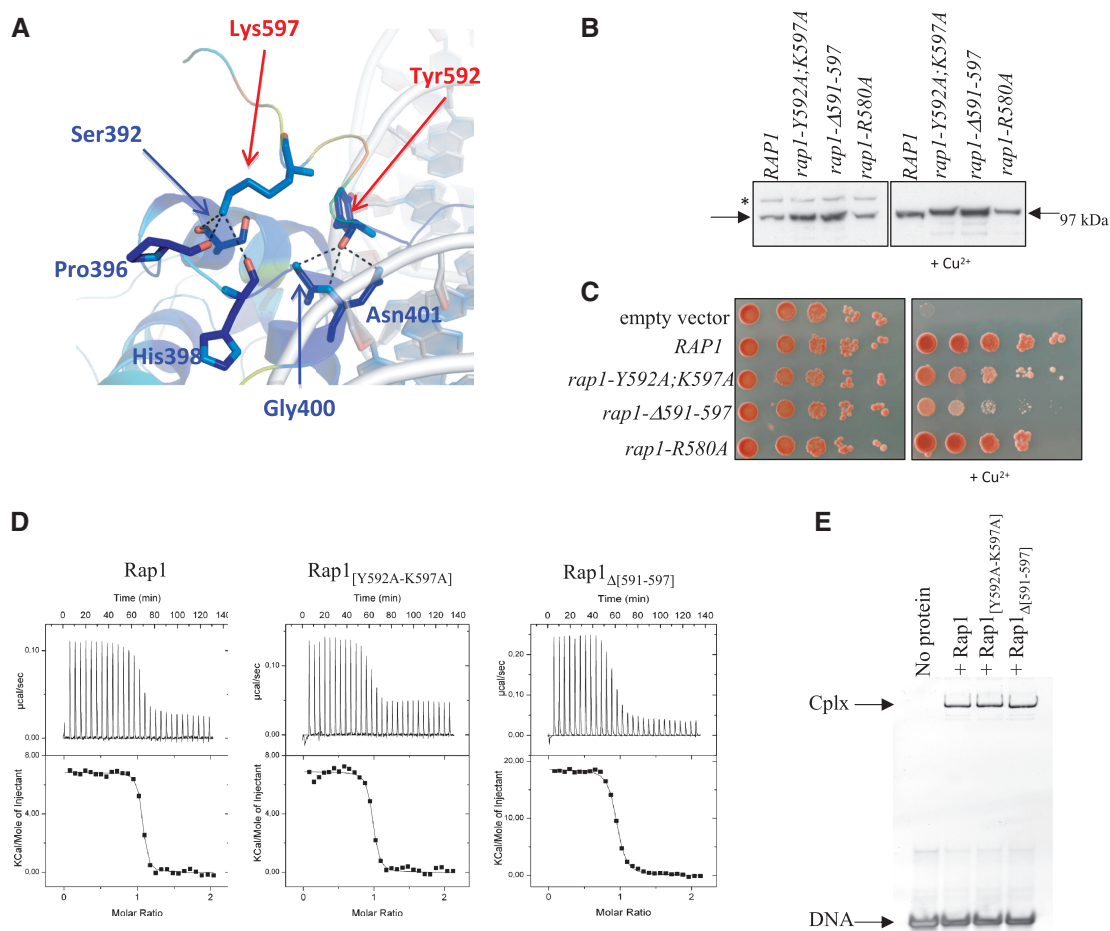 A
Lys597
Tyr592
Ser392
Pro396
His398
Asn401
Gly400
B
RAP1
rap1-Y592A;K597A
rap1-Δ591-597
rap1-R580A
RAP1
rap1-Y592A;K597A
rap1-Δ591-597
rap1-R580A
*
97 kDa
+ Cu²⁺
C
empty vector
RAP1
rap1-Y592A;K597A
rap1-Δ591-597
rap1-R580A
+ Cu²⁺
D
Rap1
Time (min)
0 20 40 60 80 100 120 140
µcal/sec
0,10
0,00
8,00
KCal/Mole of Injectant
4,00
0,00
0 1 2
Molar Ratio
Rap1[Y592A-K597A]
Time (min)
0 20 40 60 80 100 120 140
µcal/sec
0,10
0,00
8,00
KCal/Mole of Injectant
4,00
0,00
0 1 2
Molar Ratio
Rap1Δ[591-597]
Time (min)
0 20 40 60 80 100 120 140
µcal/sec
0,20
0,10
0,00
20,00
KCal/Mole of Injectant
10,00
00,00
0 1 2
Molar Ratio
E
No protein
+ Rap1
+ Rap1[Y592A-K597A]
+ Rap1Δ[591-597]
Cplx
DNA